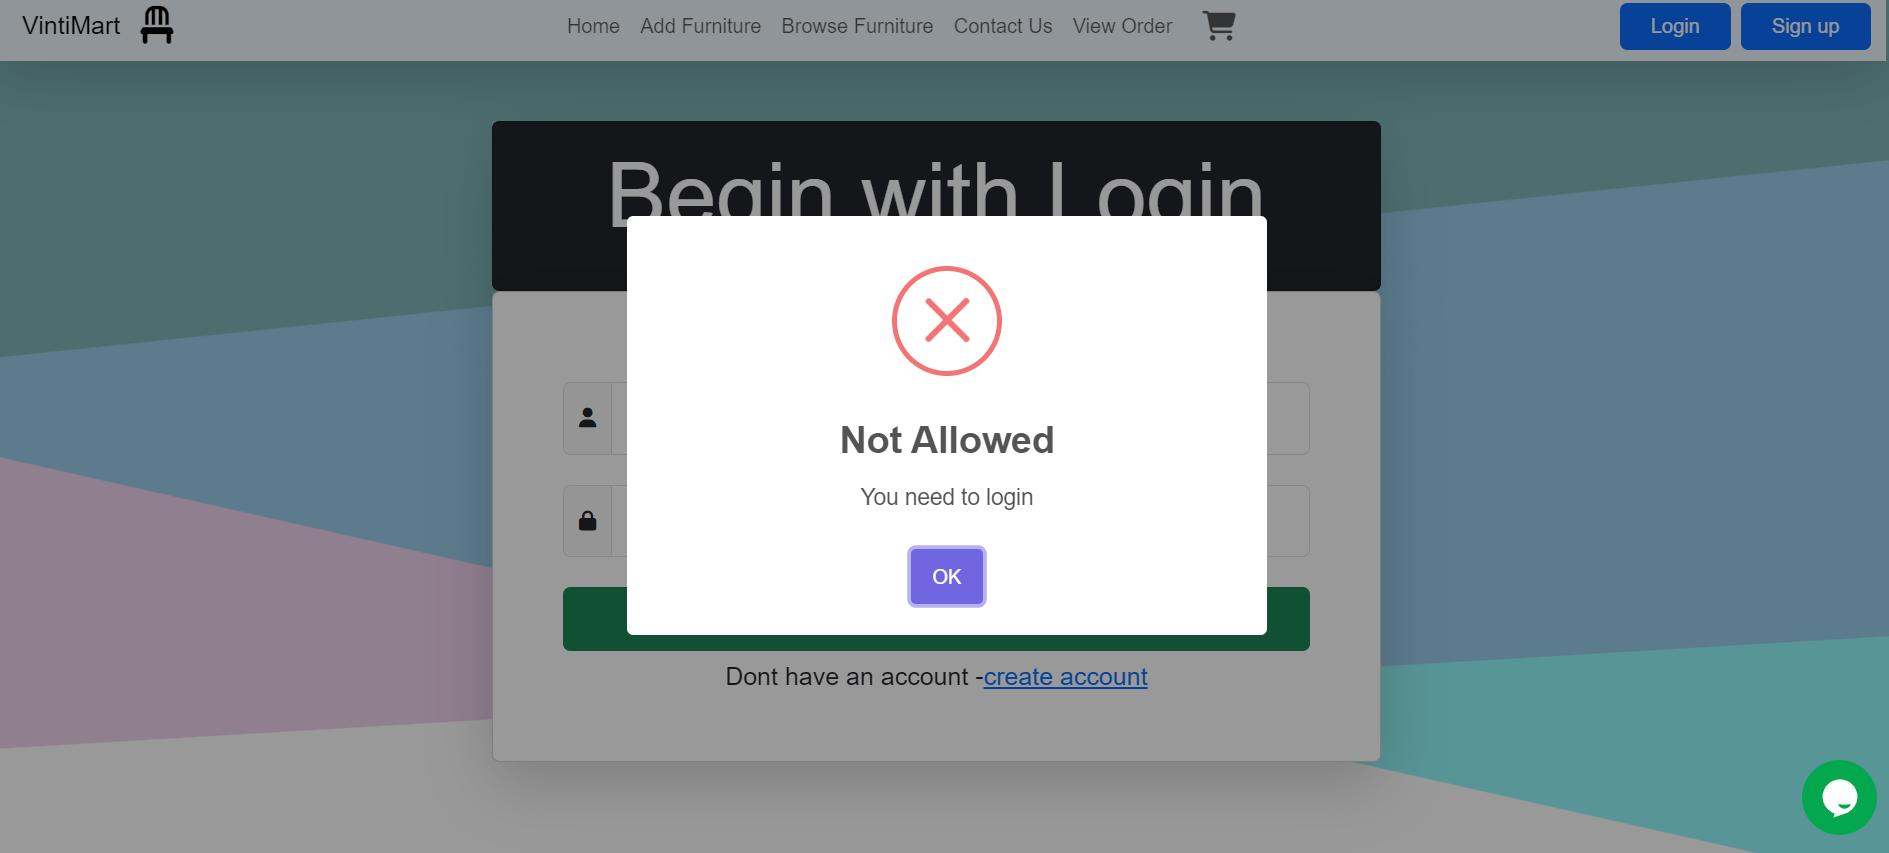 VintiMart
Home Add Furniture Browse Furniture Contact Us View Order
Login Sign up
Begin with Login
Not Allowed
You need to login
OK
Dont have an account -create account